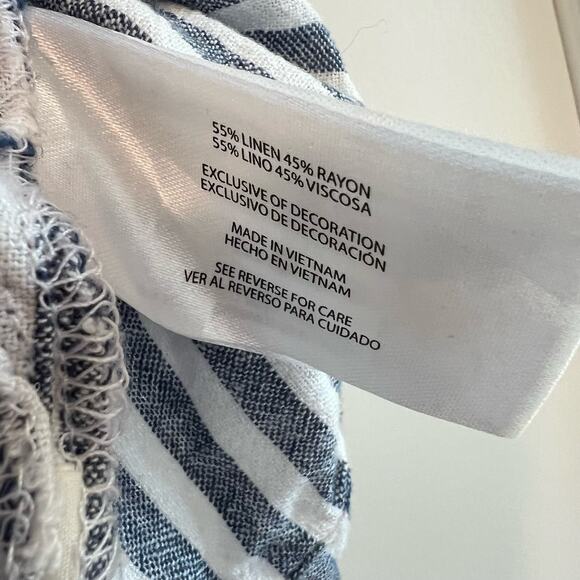 55% LINEN 45% RAYON
55% LINO 45% VISCOSA
EXCLUSIVE OF DECORATION
EXCLUSIVO DE DECORACIÓN
MADE IN VIETNAM
HECHO EN VIETNAM
SEE REVERSE FOR CARE
VER AL REVERSO PARA CUIDADO